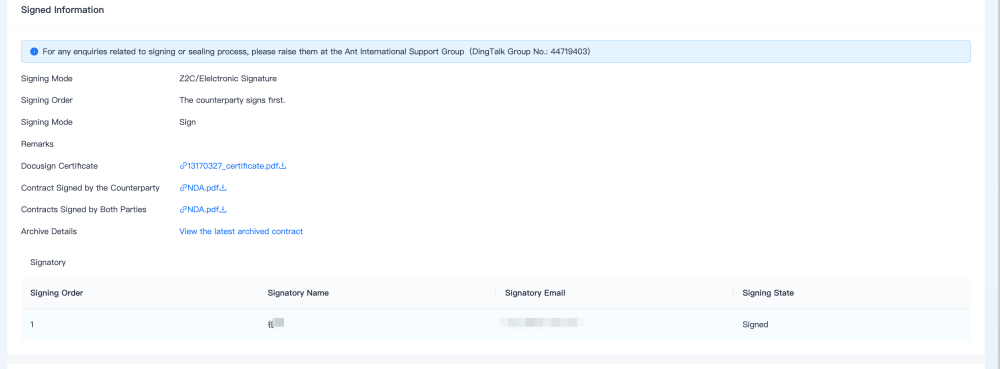 Signed Information
For any enquiries related to signing or sealing process, please raise them at the Ant International Support Group (DingTalk Group No.: 44719403)
Signing Mode Z2C/Elelctronic Signature
Signing Order The counterparty signs first.
Signing Mode Sign
Remarks
Docusign Certificate 13170327_certificate.pdf
Contract Signed by the Counterparty NDA.pdf
Contracts Signed by Both Parties NDA.pdf
Archive Details View the latest archived contract
Signatory
Signing Order Signatory Name Signatory Email Signing State
1 Signed